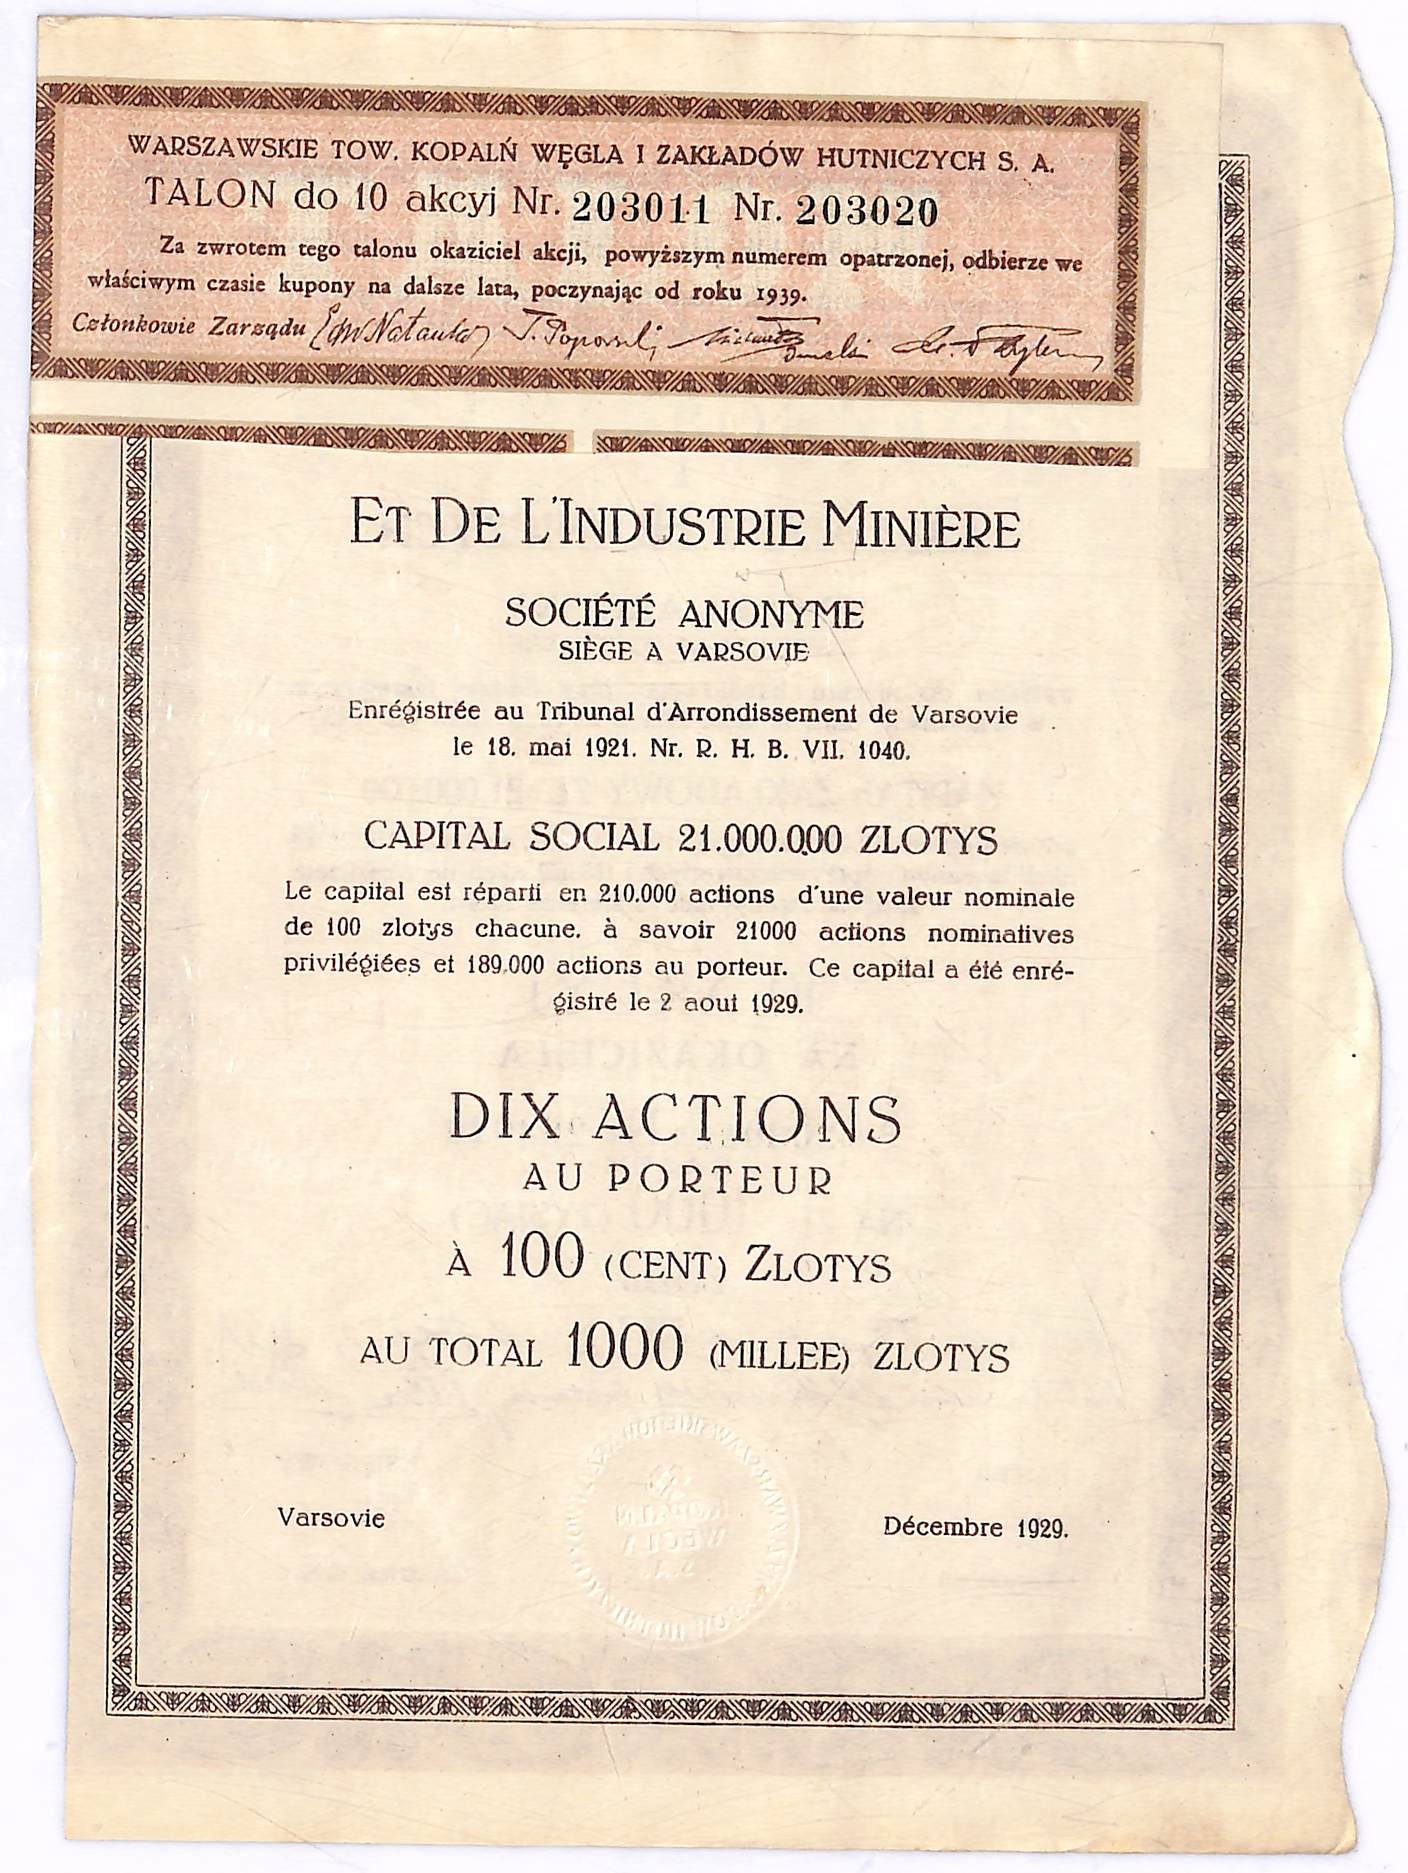 WARSZAWSKIE TOW. KOPALŃ WĘGLA I ZAKŁADÓW HUTNICZYCH S. A.
TALON do 10 akcyj Nr. 203011 Nr. 203020
Za zwrotem tego talonu okaziciel akcji, powyższym numerem opatrzonej, odbierze we
właściwym czasie kupony na dalsze lata, poczynając od roku 1939.
Członkowie Zarządu
ET DE L'INDUSTRIE MINIÈRE
SOCIÉTÉ ANONYME
SIÈGE A VARSOVIE
Enrégistrée au Tribunal d'Arrondissement de Varsovie
le 18. mai 1921. Nr. R. H. B. VII. 1040.
CAPITAL SOCIAL 21.000.000 ZLOTYS
Le capital est réparti en 210.000 actions d'une valeur nominale
de 100 zlotys chacune. à savoir 21000 actions nominatives
privilégiées et 189.000 actions au porteur. Ce capital a été enré-
gistré le 2 aout 1929.
DIX ACTIONS
AU PORTEUR
À 100 (CENT) ZLOTYS
AU TOTAL 1000 (MILLEE) ZLOTYS
Varsovie
Décembre 1929.